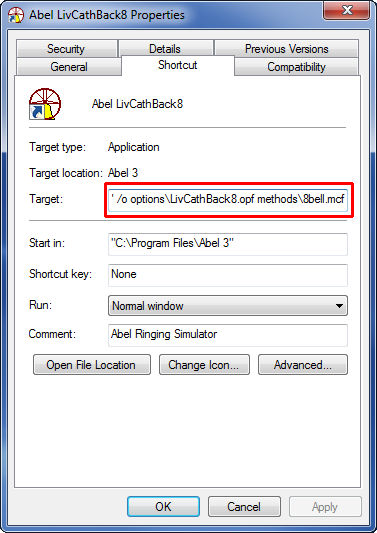 Abel LivCathBack8 Properties
Security Details Previous Versions
General Shortcut Compatibility
Abel LivCathBack8
Target type: Application
Target location: Abel 3
Target: " /o options\LivCathBack8.opf methods\8bell.mcf
Start in: "C:\Program Files\Abel 3"
Shortcut key: None
Run: Normal window
Comment: Abel Ringing Simulator
Open File Location Change Icon... Advanced...
OK Cancel Apply